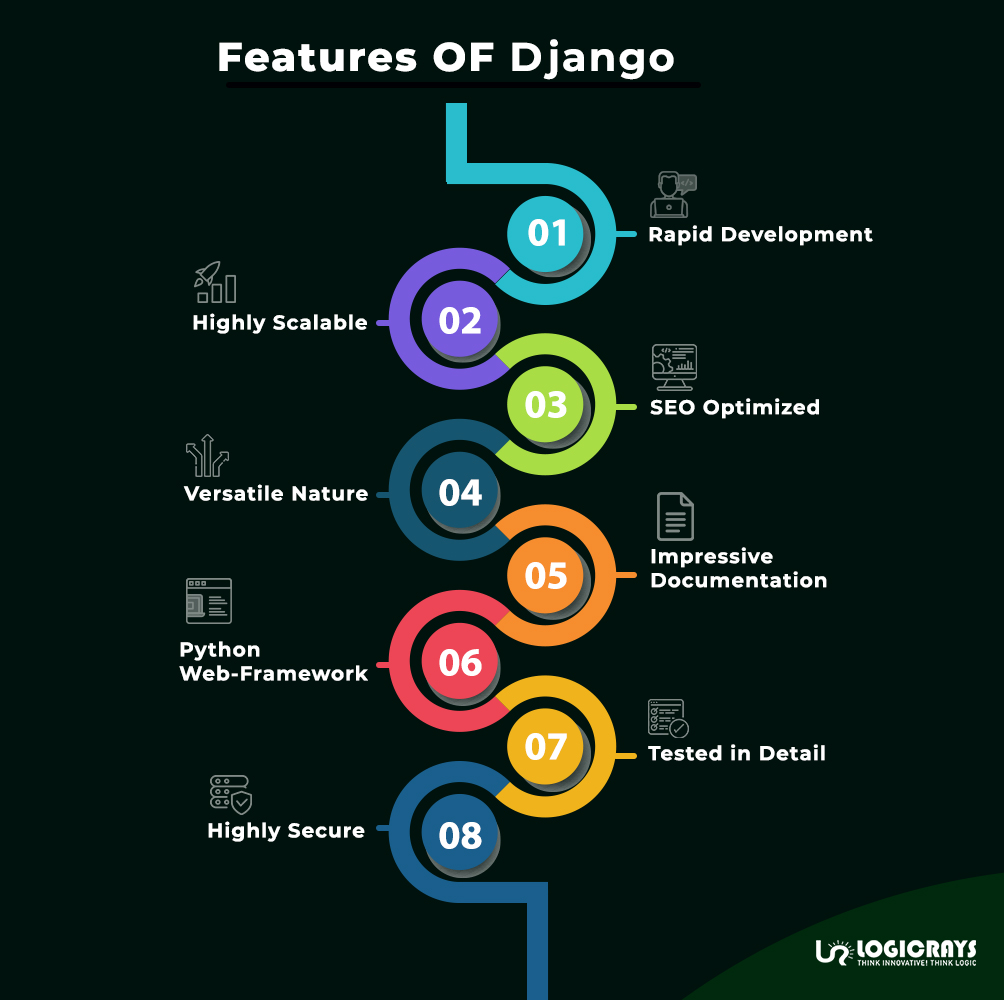 Features OF Django
01
Rapid Development
02
Highly Scalable
03
SEO Optimized
04
Versatile Nature
05
Impressive
Documentation
06
Python
Web-Framework
07
Tested in Detail
08
Highly Secure
LOGICRAYS
THINK INNOVATIVE! THINK LOGIC